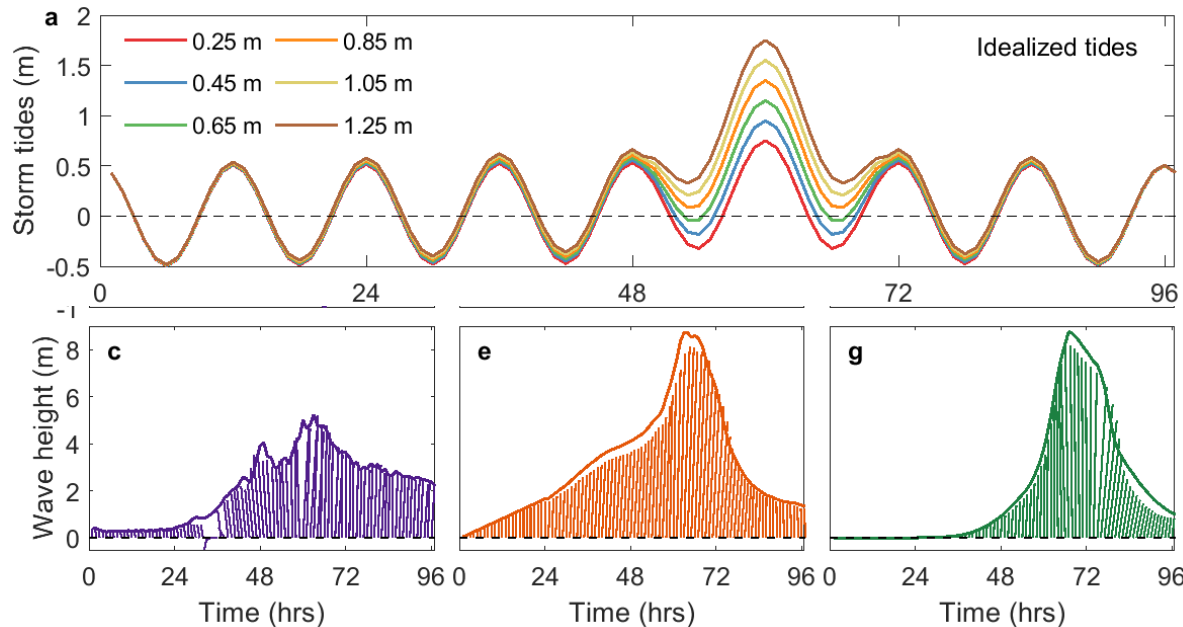 a
2
1.5
1
0.5
0
-0.5
Storm tides (m)
0.25 m 0.85 m
0.45 m 1.05 m
0.65 m 1.25 m
Idealized tides
0 24 48 72 96
-1
c e g
8
6
4
2
0
Wave height (m)
0 24 48 72 96 0 24 48 72 96 0 24 48 72 96
Time (hrs) Time (hrs) Time (hrs)